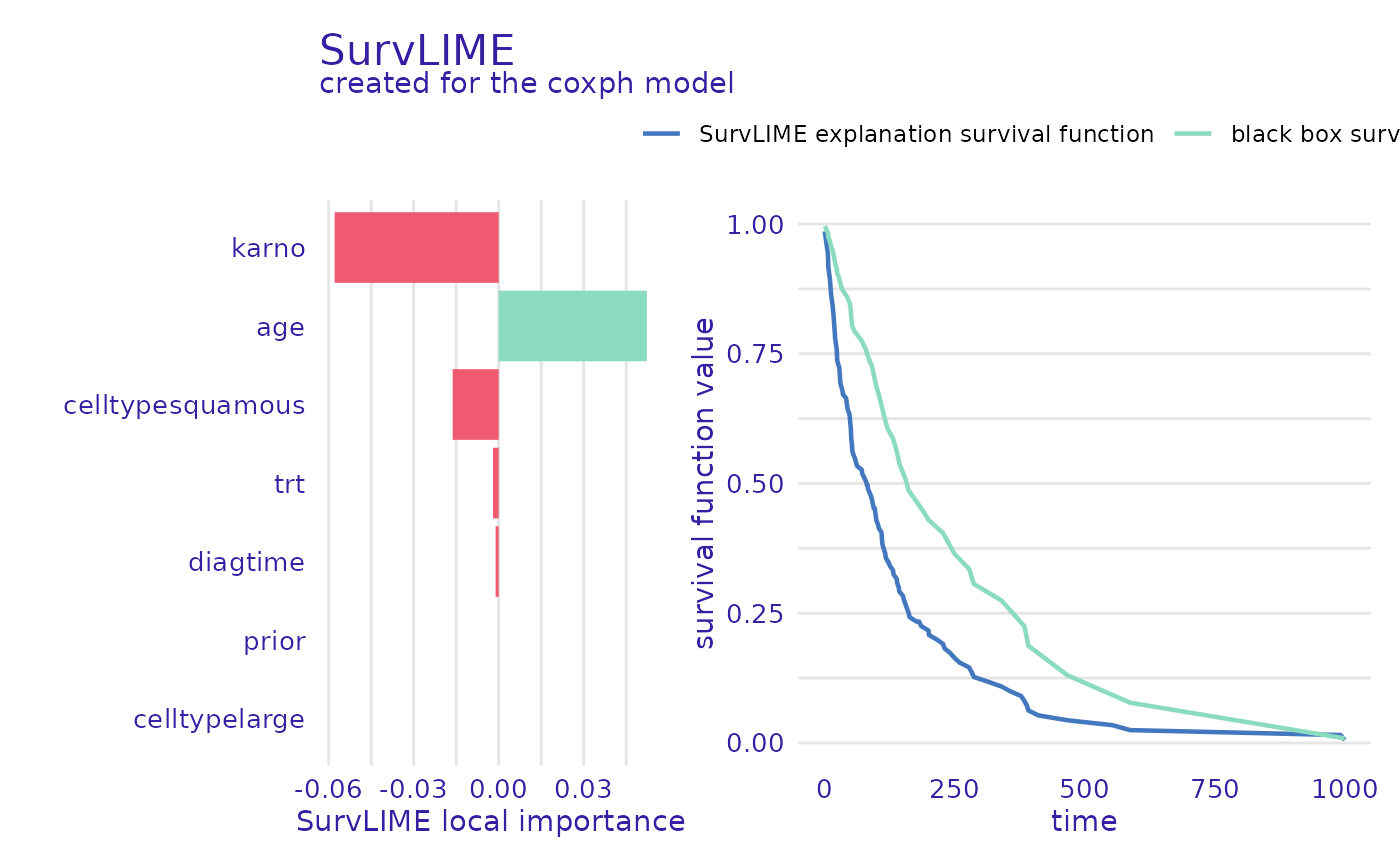 SurvLIME
created for the coxph model
SurvLIME explanation survival function
black box surv
karno
age
celltypesquamous
trt
diagtime
prior
celltypelarge
-0.06 -0.03 0.00 0.03
SurvLIME local importance
survival function value
1.00
0.75
0.50
0.25
0.00
0 250 500 750 1000
time